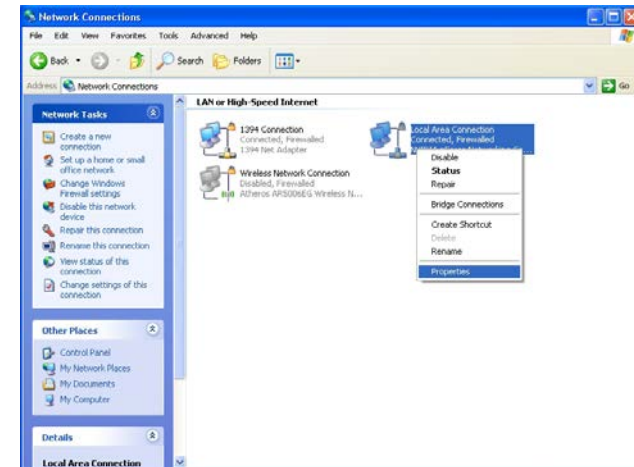 Network Connections
File Edit View Favorites Tools Advanced Help
Back Search Folders
Address Network Connections Go
Network Tasks
Create a new
connection
Set up a home or small
office network
Change Windows
Firewall settings
Disable this network
device
Repair this connection
Rename this connection
View status of this
connection
Change settings of this
connection
Other Places
Control Panel
My Network Places
My Documents
My Computer
Details
Local Area Connection
LAN or High-Speed Internet
1394 Connection
Connected, Firewalled
1394 Net Adapter
Wireless Network Connection
Disabled, Firewalled
Atheros AR5006EG Wireless N...
Local Area Connection
Connected, Firewalled
Disable
Status
Repair
Bridge Connections
Create Shortcut
Delete
Rename
Properties